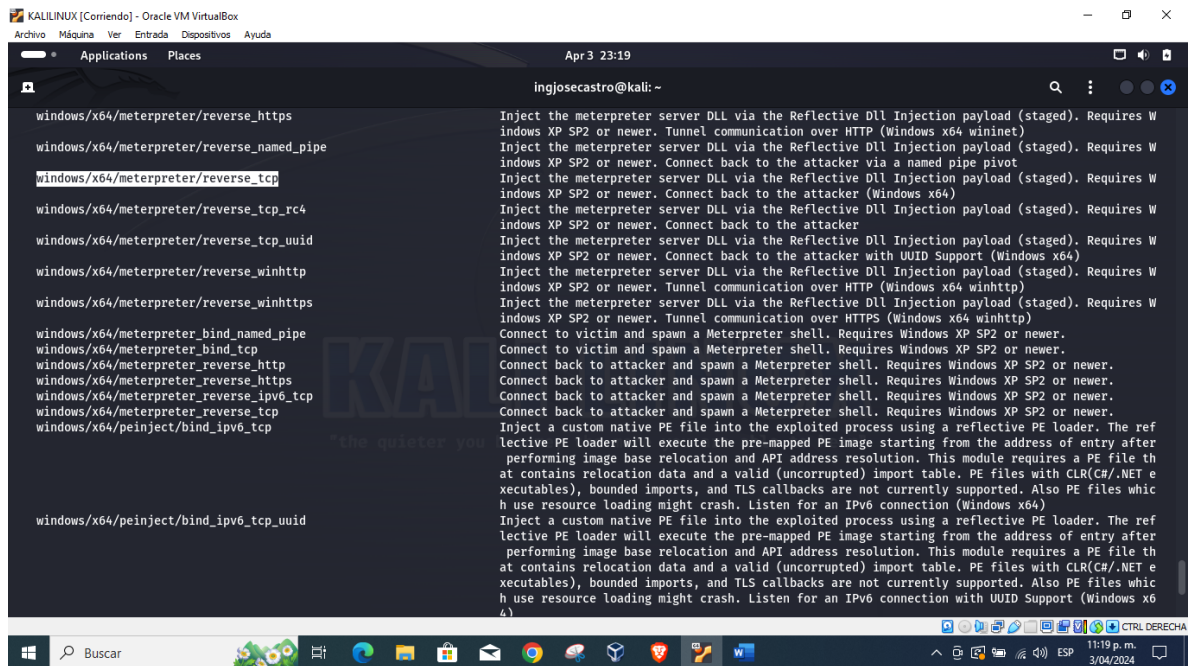 KALILINUX [Corriendo] - Oracle VM VirtualBox
Archivo Máquina Ver Entrada Dispositivos Ayuda
Applications Places Apr 3 23:19
ingjosecastro@kali: ~
windows/x64/meterpreter/reverse_https Inject the meterpreter server DLL via the Reflective Dll Injection payload (staged). Requires W
indows XP SP2 or newer. Tunnel communication over HTTP (Windows x64 wininet)
windows/x64/meterpreter/reverse_named_pipe Inject the meterpreter server DLL via the Reflective Dll Injection payload (staged). Requires W
indows XP SP2 or newer. Connect back to the attacker via a named pipe pivot
windows/x64/meterpreter/reverse_tcp Inject the meterpreter server DLL via the Reflective Dll Injection payload (staged). Requires W
indows XP SP2 or newer. Connect back to the attacker (Windows x64)
windows/x64/meterpreter/reverse_tcp_rc4 Inject the meterpreter server DLL via the Reflective Dll Injection payload (staged). Requires W
indows XP SP2 or newer. Connect back to the attacker
windows/x64/meterpreter/reverse_tcp_uuid Inject the meterpreter server DLL via the Reflective Dll Injection payload (staged). Requires W
indows XP SP2 or newer. Connect back to the attacker with UUID Support (Windows x64)
windows/x64/meterpreter/reverse_winhttp Inject the meterpreter server DLL via the Reflective Dll Injection payload (staged). Requires W
indows XP SP2 or newer. Tunnel communication over HTTP (Windows x64 winhttp)
windows/x64/meterpreter/reverse_winhttps Inject the meterpreter server DLL via the Reflective Dll Injection payload (staged). Requires W
indows XP SP2 or newer. Tunnel communication over HTTPS (Windows x64 winhttp)
windows/x64/meterpreter_bind_named_pipe Connect to victim and spawn a Meterpreter shell. Requires Windows XP SP2 or newer.
windows/x64/meterpreter_bind_tcp Connect to victim and spawn a Meterpreter shell. Requires Windows XP SP2 or newer.
windows/x64/meterpreter_reverse_http Connect back to attacker and spawn a Meterpreter shell. Requires Windows XP SP2 or newer.
windows/x64/meterpreter_reverse_https Connect back to attacker and spawn a Meterpreter shell. Requires Windows XP SP2 or newer.
windows/x64/meterpreter_reverse_ipv6_tcp Connect back to attacker and spawn a Meterpreter shell. Requires Windows XP SP2 or newer.
windows/x64/meterpreter_reverse_tcp Connect back to attacker and spawn a Meterpreter shell. Requires Windows XP SP2 or newer.
windows/x64/peinject/bind_ipv6_tcp Inject a custom native PE file into the exploited process using a reflective PE loader. The ref
"the quieter you
lective PE loader will execute the pre-mapped PE image starting from the address of entry after
performing image base relocation and API address resolution. This module requires a PE file th
at contains relocation data and a valid (uncorrupted) import table. PE files with CLR(C#/.NET e
xecutables), bounded imports, and TLS callbacks are not currently supported. Also PE files whic
h use resource loading might crash. Listen for an IPv6 connection (Windows x64)
windows/x64/peinject/bind_ipv6_tcp_uuid Inject a custom native PE file into the exploited process using a reflective PE loader. The ref
lective PE loader will execute the pre-mapped PE image starting from the address of entry after
performing image base relocation and API address resolution. This module requires a PE file th
at contains relocation data and a valid (uncorrupted) import table. PE files with CLR(C#/.NET e
xecutables), bounded imports, and TLS callbacks are not currently supported. Also PE files whic
h use resource loading might crash. Listen for an IPv6 connection with UUID Support (Windows x6
4)
CTRL DERECHA
Buscar ESP 11:19 p. m.
3/04/2024